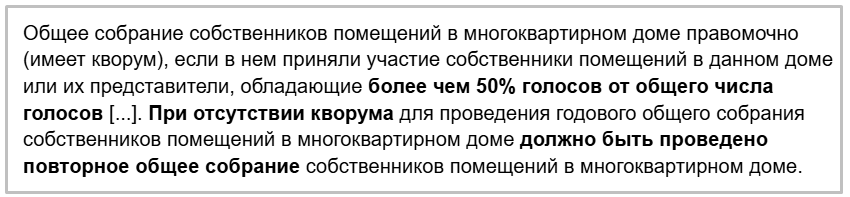 Общее собрание собственников помещений в многоквартирном доме правомочно
(имеет кворум), если в нем приняли участие собственники помещений в данном доме
или их представители, обладающие более чем 50% голосов от общего числа
голосов [...]. При отсутствии кворума для проведения годового общего собрания
собственников помещений в многоквартирном доме должно быть проведено
повторное общее собрание собственников помещений в многоквартирном доме.